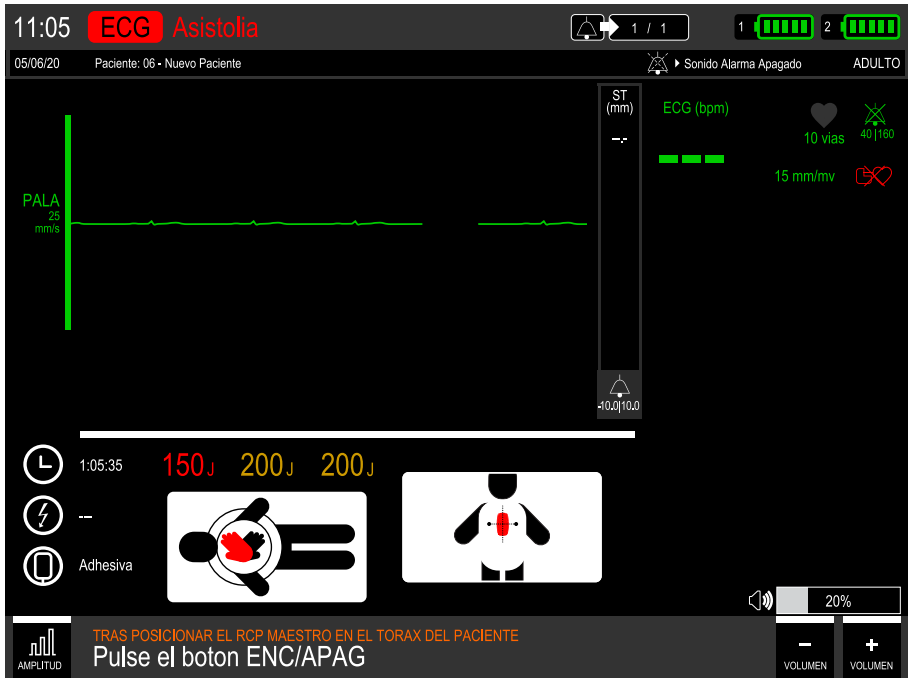 11:05 ECG Asistolia 1 / 1 1 2
05/06/20 Paciente: 06 - Nuevo Paciente Sonido Alarma Apagado ADULTO
ST
(mm)
-.-
ECG (bpm)
---
10 vias
40|160
15 mm/mv
PALA
25
mm/s
-10.0|10.0
1:05:35 150J 200J 200J
--
Adhesiva
20%
AMPLITUD
TRAS POSICIONAR EL RCP MAESTRO EN EL TORAX DEL PACIENTE
Pulse el boton ENC/APAG
- VOLUMEN
+ VOLUMEN